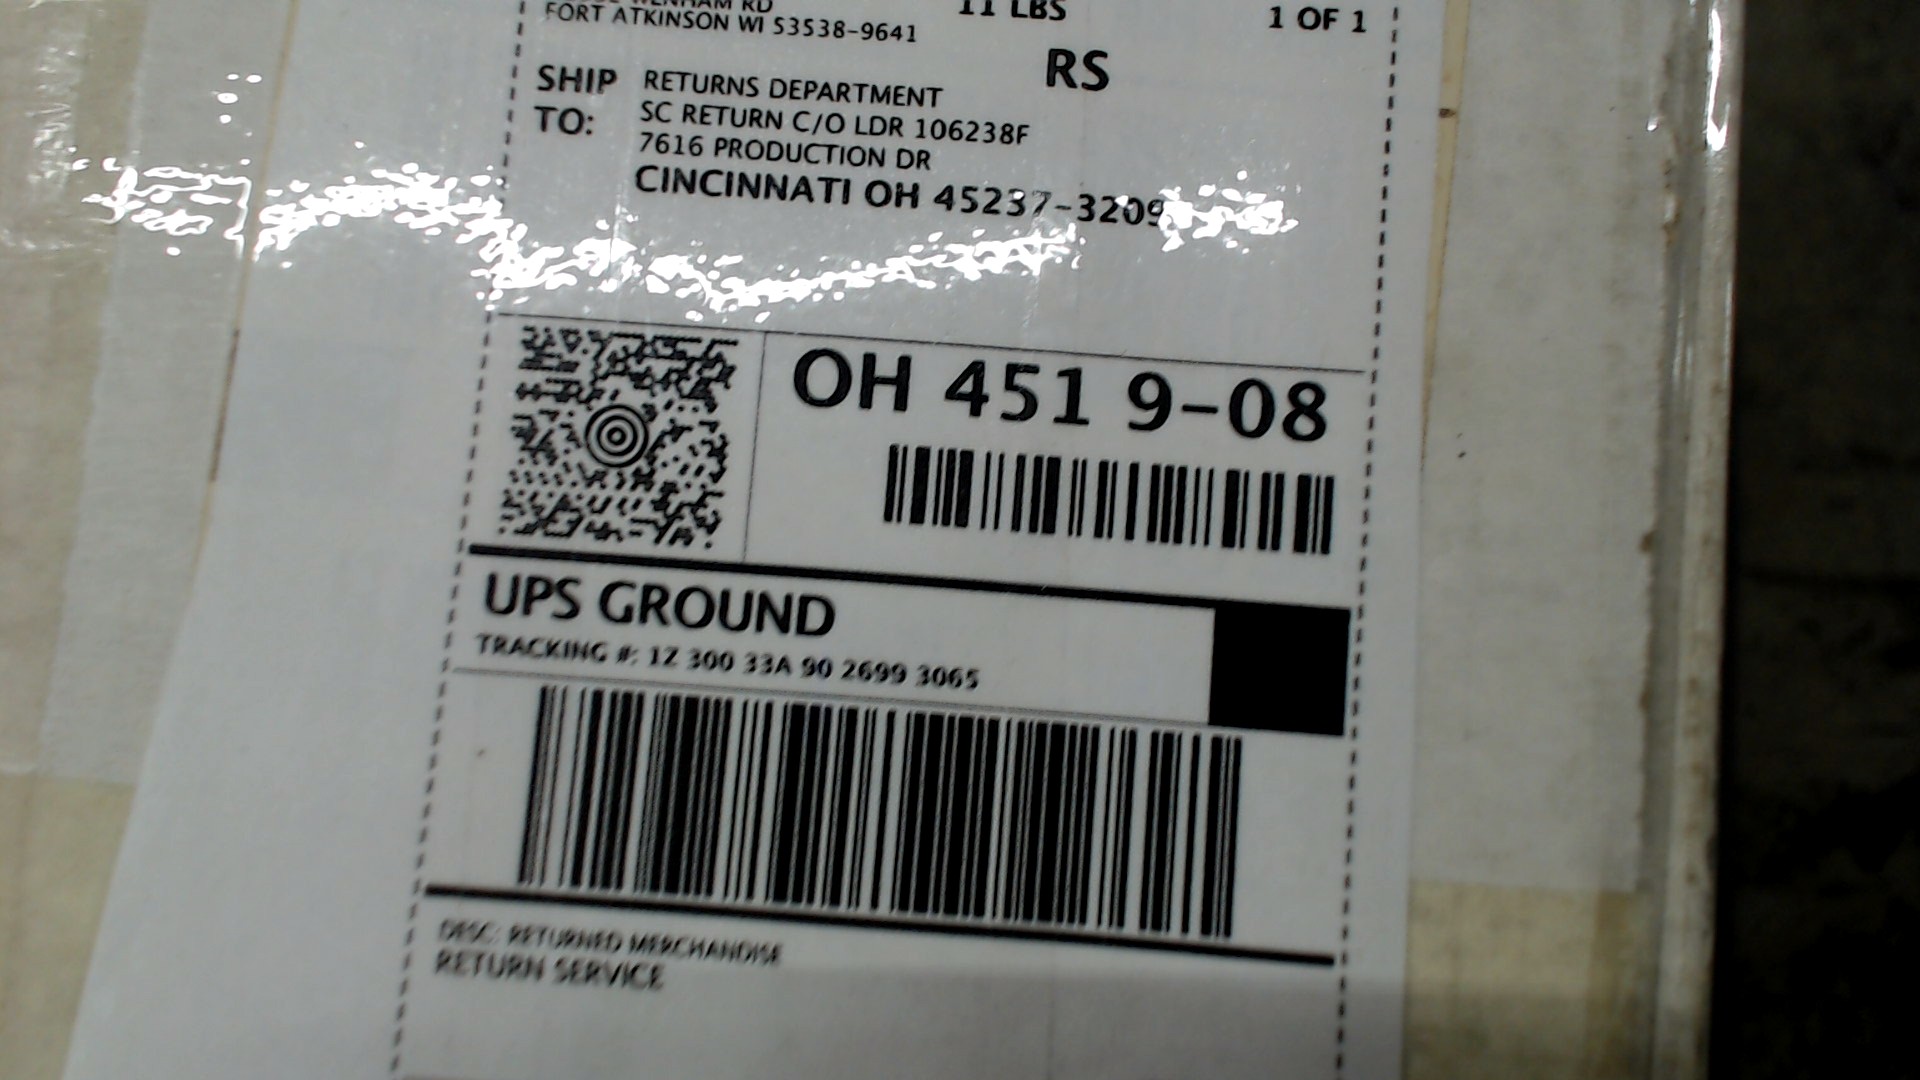 RD
FORT ATKINSON WI 53538-9641
11 LBS
1 OF 1
RS
SHIP TO:
RETURNS DEPARTMENT
SC RETURN C/O LDR 106238F
7616 PRODUCTION DR
CINCINNATI OH 45237-3209
OH 451 9-08
UPS GROUND
TRACKING #: 1Z 300 33A 90 2699 3065
DESC: RETURNED MERCHANDISE
RETURN SERVICE